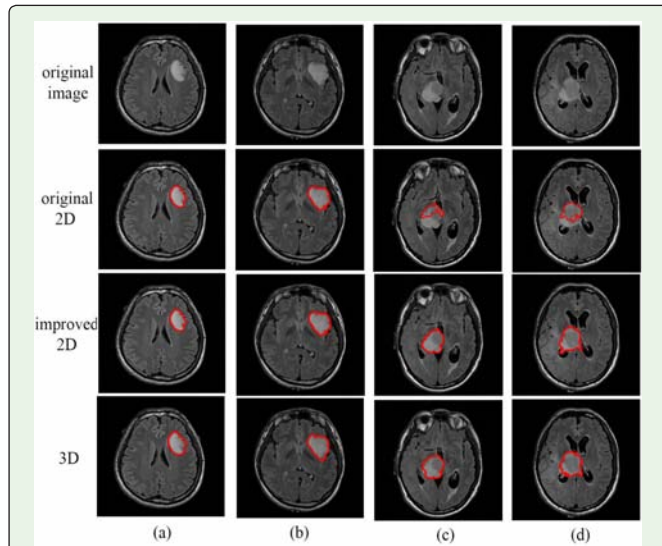 original
image
original
2D
improved
2D
3D
(a) (b) (c) (d)